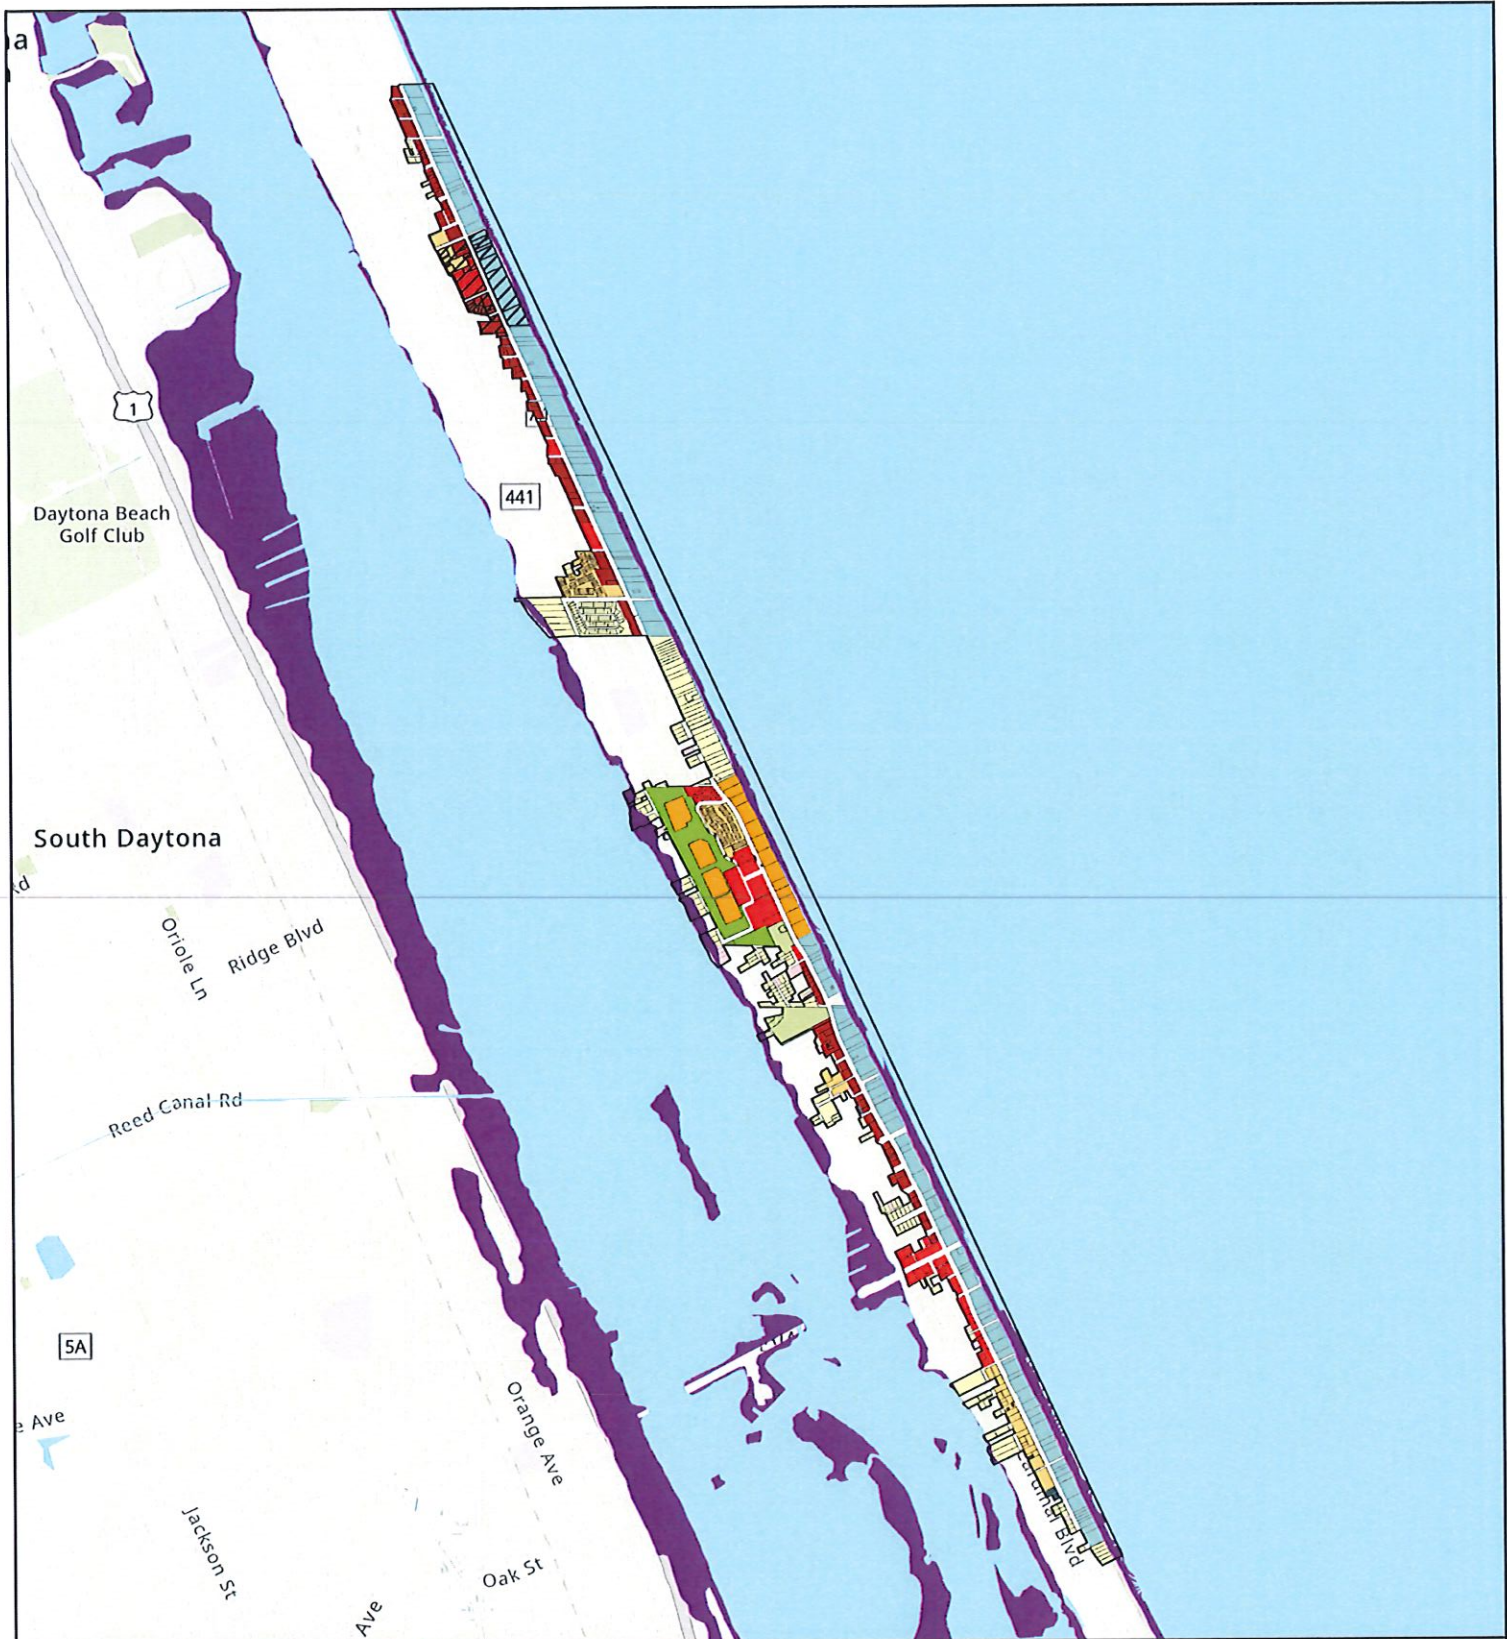 1
441
Daytona Beach
Golf Club
South Daytona
Oriole Ln
Ridge Blvd
Reed Canal Rd
5A
Orange Ave
Jackson St
Oak St
Ave
Blvd